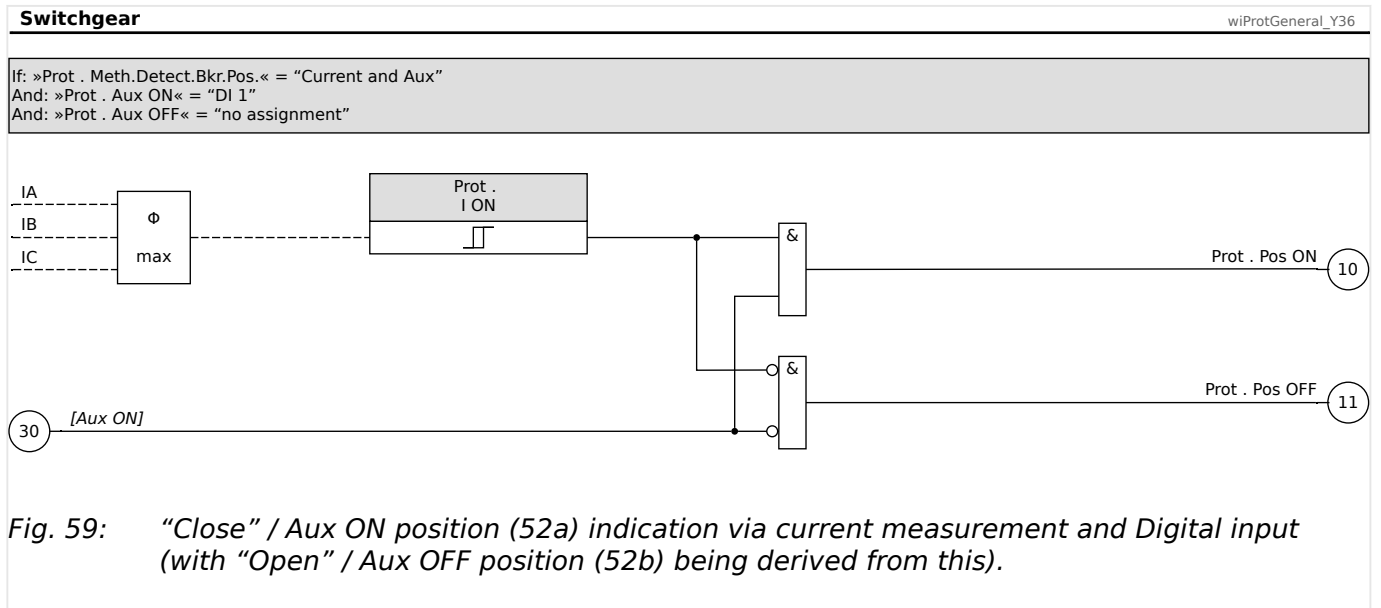 Switchgear
wiProtGeneral_Y36
If: »Prot . Meth.Detect.Bkr.Pos.« = “Current and Aux”
And: »Prot . Aux ON« = “DI 1”
And: »Prot . Aux OFF« = “no assignment”
IA
IB
IC
Φ
max
Prot .
I ON
&
Prot . Pos ON
10
&
Prot . Pos OFF
11
30
[Aux ON]
Fig. 59: “Close” / Aux ON position (52a) indication via current measurement and Digital input
(with “Open” / Aux OFF position (52b) being derived from this).